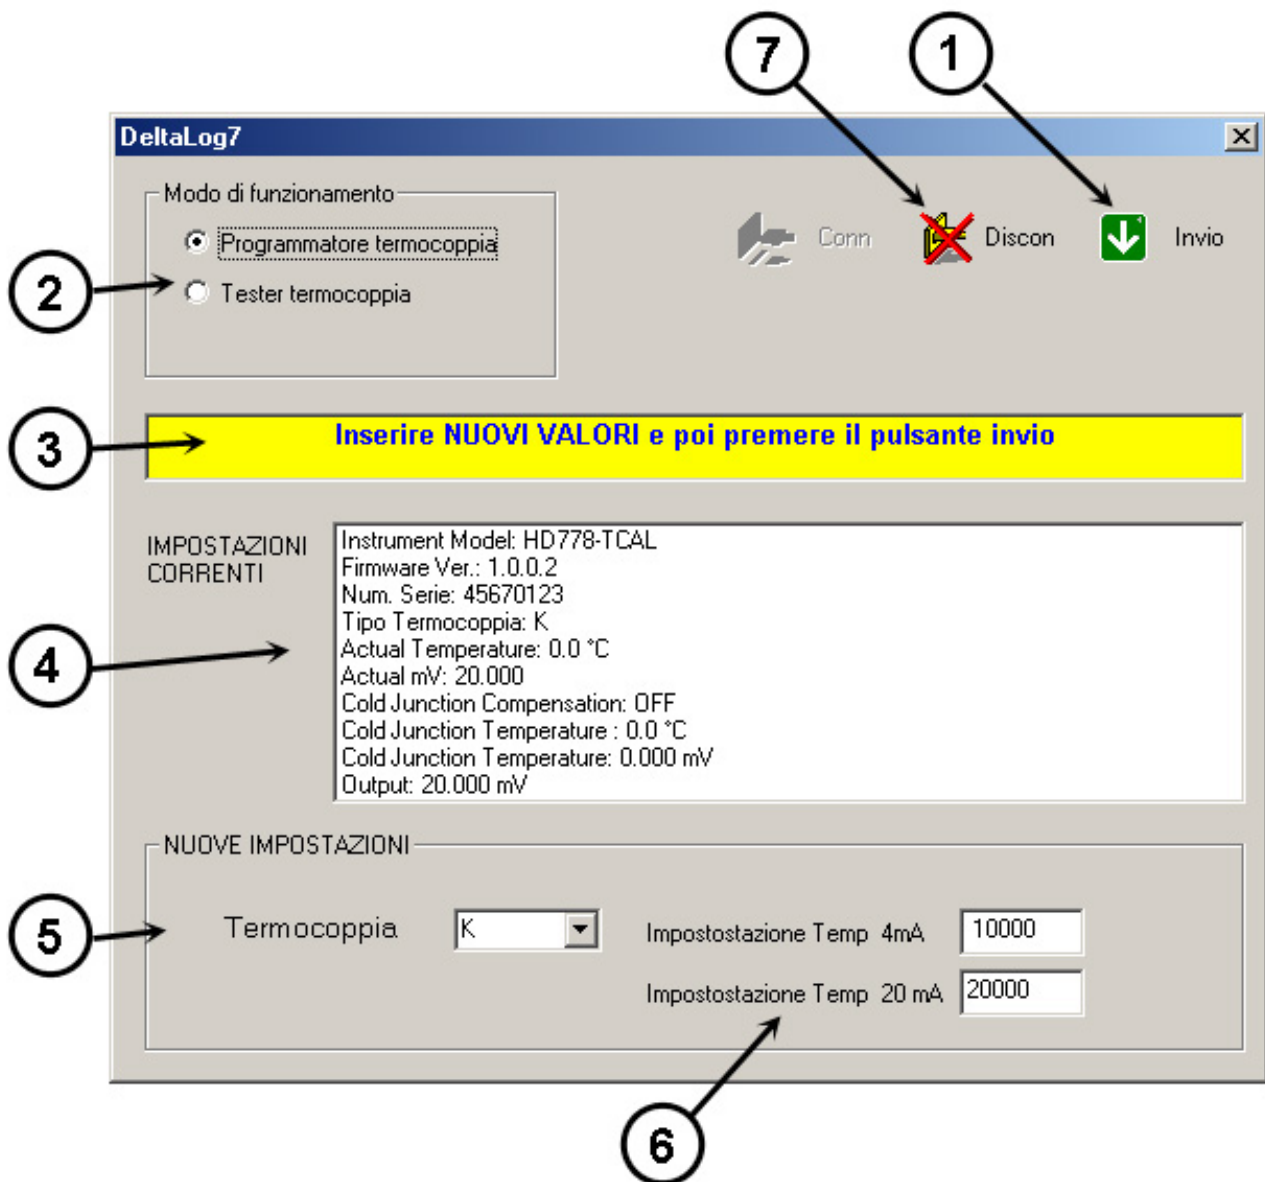 7 1
DeltaLog7
Modo di funzionamento
Programmatore termocoppia
Conn Discon Invio
2 Tester termocoppia
3 Inserire NUOVI VALORI e poi premere il pulsante invio
IMPOSTAZIONI
CORRENTI
Instrument Model: HD778-TCAL
Firmware Ver.: 1.0.0.2
Num. Serie: 45670123
Tipo Termocoppia: K
4 Actual Temperature: 0.0 °C
Actual mV: 20.000
Cold Junction Compensation: OFF
Cold Junction Temperature : 0.0 °C
Cold Junction Temperature: 0.000 mV
Output: 20.000 mV
NUOVE IMPOSTAZIONI
5 Termocoppia K Impostostazione Temp 4mA 10000
Impostostazione Temp 20 mA 20000
6